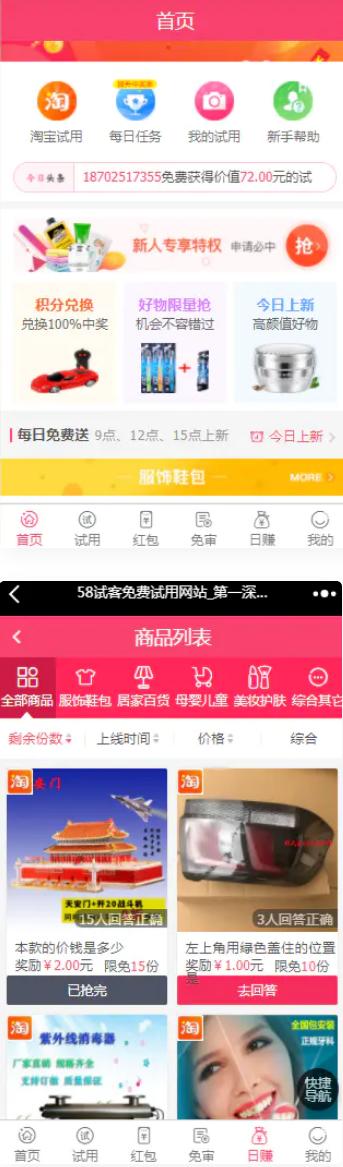 首页
淘
提升中奖率
¥
淘宝试用
每日任务
我的试用
新手帮助
今日头条
18702517355免费获得价值72.00元的试
新人专享特权 申请必中 抢
积分兑换
兑换100%中奖
好物限量抢
机会不容错过
今日上新
高颜值好物
每日免费送 9点、12点、15点上新 今日上新
服饰鞋包 MORE
试
首页
试用
红包
免审
日赚
我的
58试客免费试用网站_第一深...
商品列表
全部商品
服饰鞋包
居家百货
母婴儿童
美妆护肤
综合其它
剩余份数
上线时间
价格
综合
淘
安门
天安门+歼20战斗机
15人回答正确
本款的价钱是多少
奖励¥2.00元 限免15份
已抢完
淘
3人回答正确
左上角用绿色盖住的位置是
奖励¥1.00元 限免10份
去回答
淘
紫外线消毒器
厂家直销 规格齐全
支持订做 质量保证
淘
全国包安装
正规牙科
快捷导航
首页
试用
红包
免审
日赚
我的